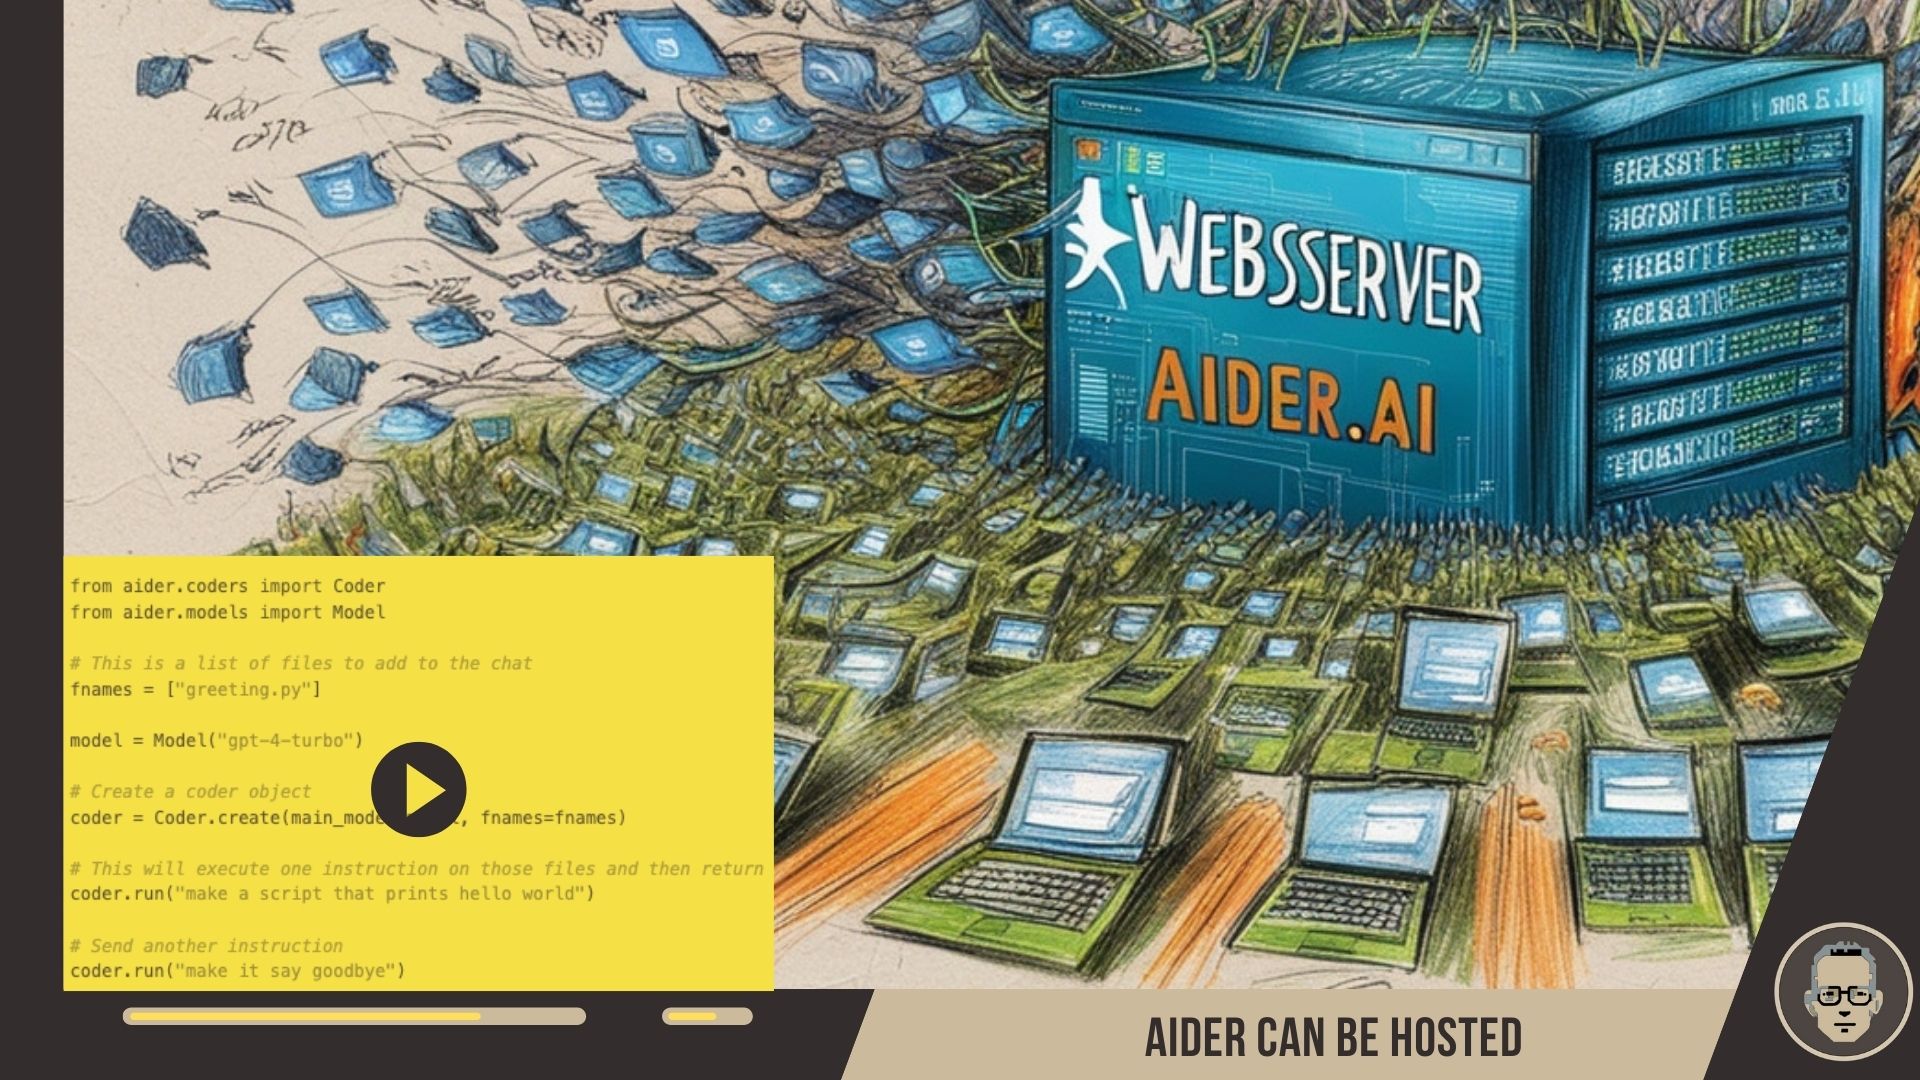 WEBSSERVER
AIDER.AI
from aider.coders import Coder
from aider.models import Model
# This is a list of files to add to the chat
fnames = ["greeting.py"]
model = Model("gpt-4-turbo")
# Create a coder object
coder = Coder.create(main_mode , fnames=fnames)
# This will execute one instruction on those files and then return
coder.run("make a script that prints hello world")
# Send another instruction
coder.run("make it say goodbye")
AIDER CAN BE HOSTED